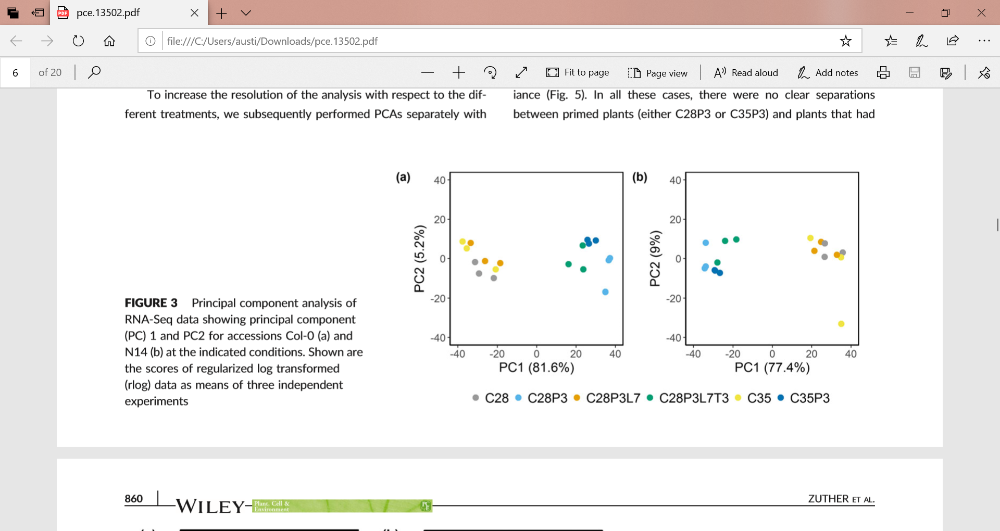 pce.13502.pdf
file:///C:/Users/austi/Downloads/pce.13502.pdf
6 of 20
Fit to page
Page view
Read aloud
Add notes
To increase the resolution of the analysis with respect to the dif-
ferent treatments, we subsequently performed PCAs separately with
iance (Fig. 5). In all these cases, there were no clear separations
between primed plants (either C28P3 or C35P3) and plants that had
(a)
PC2 (5.2%)
40
20
0
-20
-40
-40 -20 0 20 40
PC1 (81.6%)
(b)
PC2 (9%)
40
20
0
-20
-40
-40 -20 0 20 40
PC1 (77.4%)
C28 C28P3 C28P3L7 C28P3L7T3 C35 C35P3
FIGURE 3 Principal component analysis of
RNA-Seq data showing principal component
(PC) 1 and PC2 for accessions Col-0 (a) and
N14 (b) at the indicated conditions. Shown are
the scores of regularized log transformed
(rlog) data as means of three independent
experiments
860
WILEY
Plant, Cell &
Environment
PCE
ZUTHER ET AL.